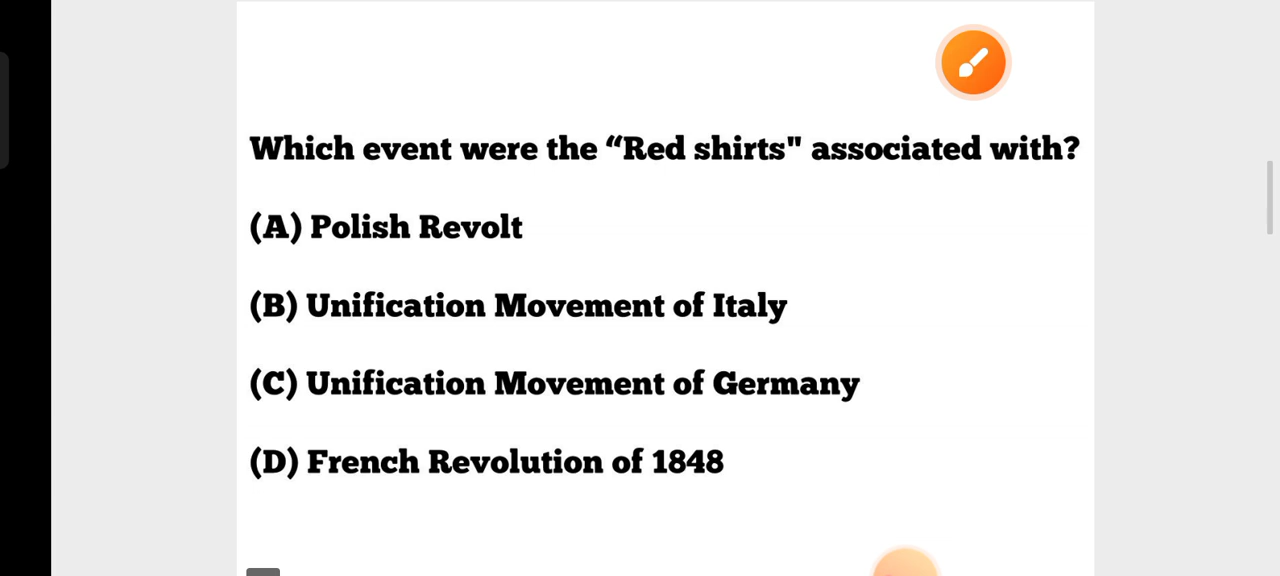 Which event were the “Red shirts" associated with?
(A) Polish Revolt
(B) Unification Movement of Italy
(C) Unification Movement of Germany
(D) French Revolution of 1848